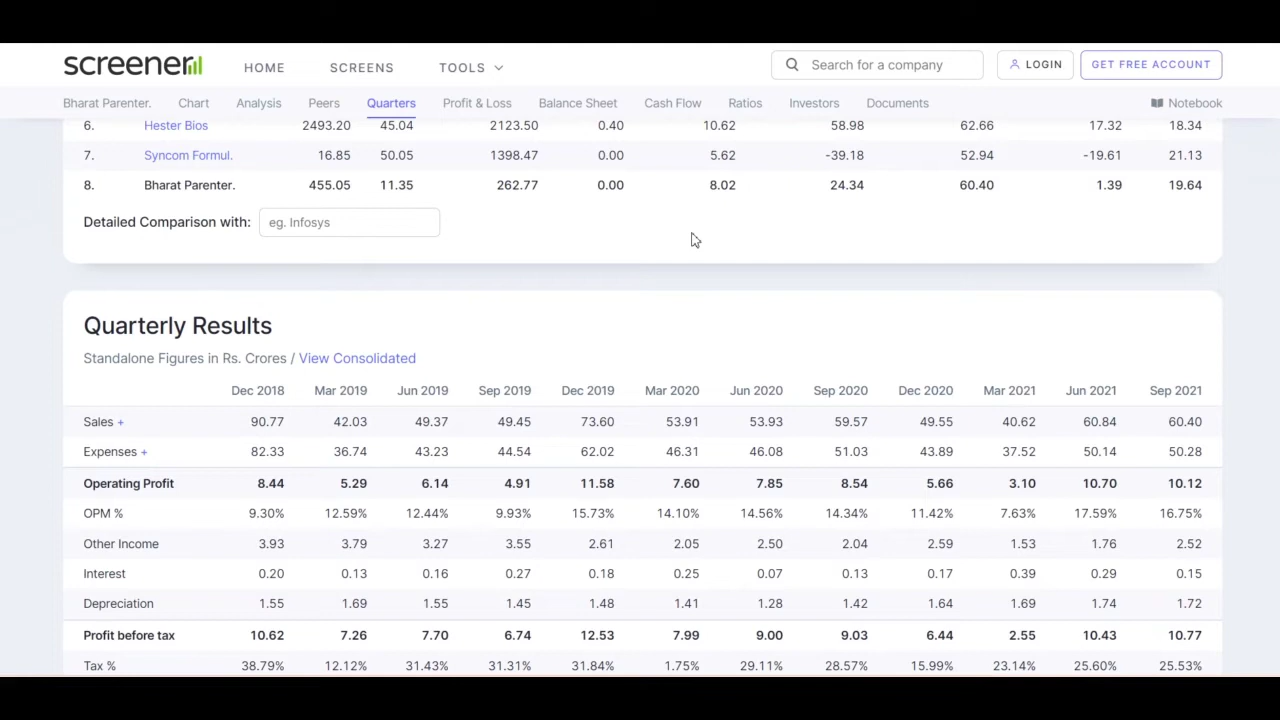 screener HOME SCREENS TOOLS Search for a company LOGIN GET FREE ACCOUNT
Bharat Parenter. Chart Analysis Peers Quarters Profit & Loss Balance Sheet Cash Flow Ratios Investors Documents Notebook
6. Hester Bios 2493.20 45.04 2123.50 0.40 10.62 58.98 62.66 17.32 18.34
7. Syncom Formul. 16.85 50.05 1398.47 0.00 5.62 -39.18 52.94 -19.61 21.13
8. Bharat Parenter. 455.05 11.35 262.77 0.00 8.02 24.34 60.40 1.39 19.64
Detailed Comparison with: eg. Infosys
Quarterly Results
Standalone Figures in Rs. Crores / View Consolidated
Dec 2018 Mar 2019 Jun 2019 Sep 2019 Dec 2019 Mar 2020 Jun 2020 Sep 2020 Dec 2020 Mar 2021 Jun 2021 Sep 2021
Sales + 90.77 42.03 49.37 49.45 73.60 53.91 53.93 59.57 49.55 40.62 60.84 60.40
Expenses + 82.33 36.74 43.23 44.54 62.02 46.31 46.08 51.03 43.89 37.52 50.14 50.28
Operating Profit 8.44 5.29 6.14 4.91 11.58 7.60 7.85 8.54 5.66 3.10 10.70 10.12
OPM % 9.30% 12.59% 12.44% 9.93% 15.73% 14.10% 14.56% 14.34% 11.42% 7.63% 17.59% 16.75%
Other Income 3.93 3.79 3.27 3.55 2.61 2.05 2.50 2.04 2.59 1.53 1.76 2.52
Interest 0.20 0.13 0.16 0.27 0.18 0.25 0.07 0.13 0.17 0.39 0.29 0.15
Depreciation 1.55 1.69 1.55 1.45 1.48 1.41 1.28 1.42 1.64 1.69 1.74 1.72
Profit before tax 10.62 7.26 7.70 6.74 12.53 7.99 9.00 9.03 6.44 2.55 10.43 10.77
Tax % 38.79% 12.12% 31.43% 31.31% 31.84% 1.75% 29.11% 28.57% 15.99% 23.14% 25.60% 25.53%